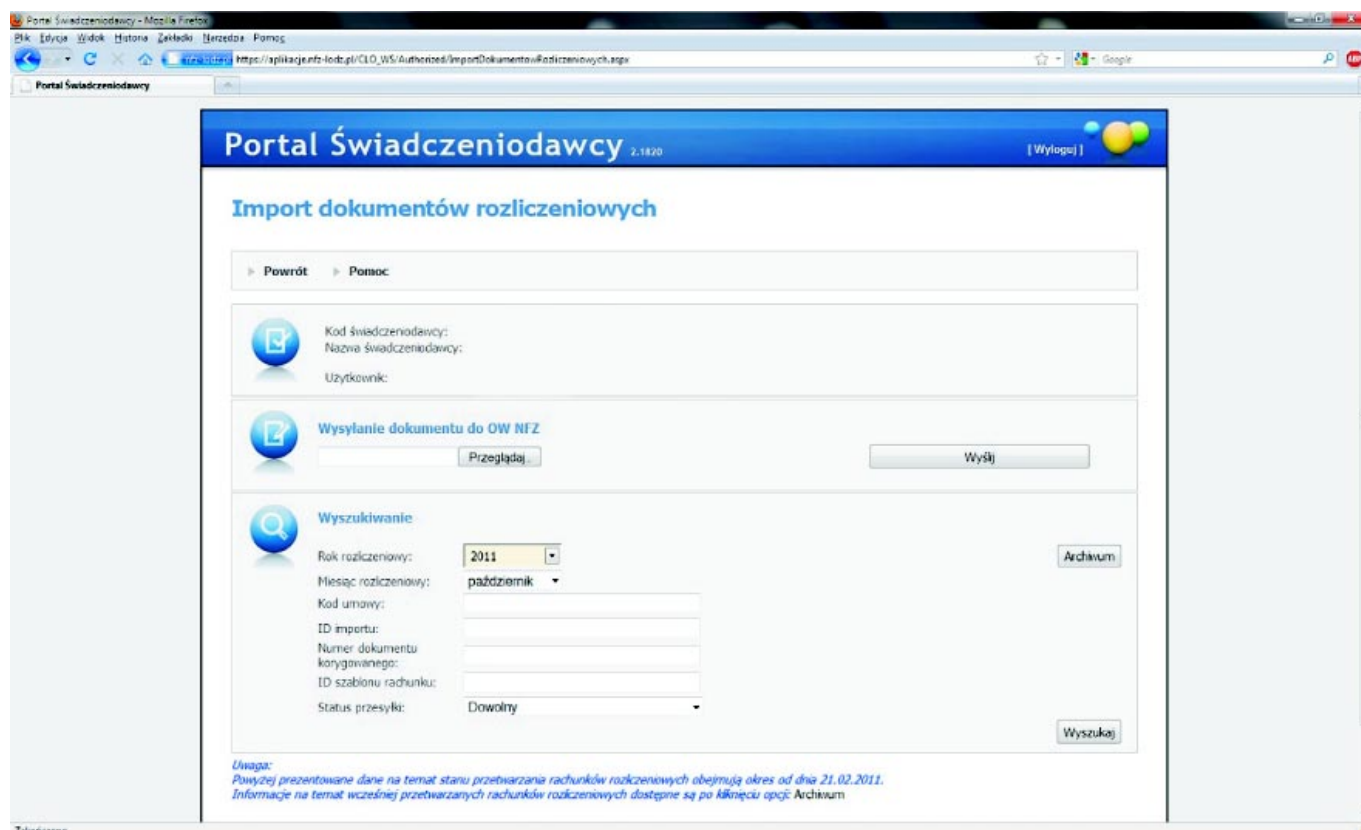 Portal Świadczeniodawcy - Mozilla Firefox
Plik Edycja Widok Historia Zakładki Narzędzia Pomoc
https://aplikacje.nfz-lodz.pl/CLO_WS/Authorized/ImportDokumentowRozliczeniowych.aspx Google
Portal Świadczeniodawcy
Portal Świadczeniodawcy 2.1820 [ Wyloguj ]
Import dokumentów rozliczeniowych
Powrót Pomoc
Kod świadczeniodawcy:
Nazwa świadczeniodawcy:
Użytkownik:
Wysyłanie dokumentu do OW NFZ
Przeglądaj... Wyślij
Wyszukiwanie
Rok rozliczeniowy: 2011 Archiwum
Miesiąc rozliczeniowy: październik
Kod umowy:
ID importu:
Numer dokumentu
korygowanego:
ID szablonu rachunku:
Status przesyłki: Dowolny
Wyszukaj
Uwaga:
Powyżej prezentowane dane na temat stanu przetwarzania rachunków rozliczeniowych obejmują okres od dnia 21.02.2011.
Informacje na temat wcześniej przetwarzanych rachunków rozliczeniowych dostępne są po kliknięciu opcji: Archiwum